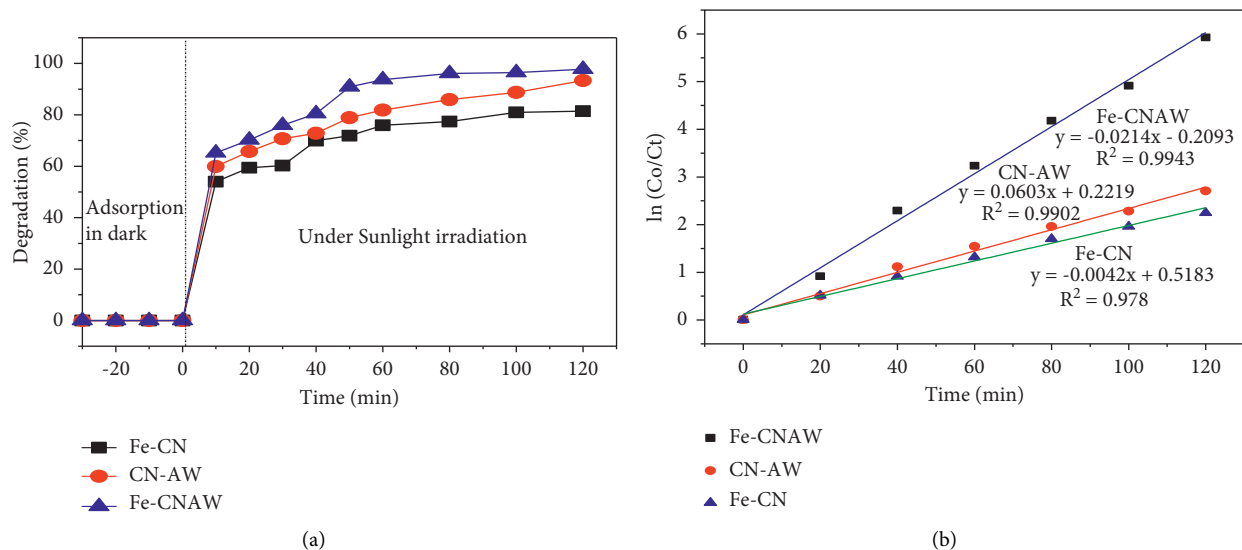 100
80
60
40
20
0
Degradation (%)
Adsorption
in dark
Under Sunlight irradiation
-20
0
20
40
60
80
100
120
Time (min)
Fe-CN
CN-AW
Fe-CNAW
(a)
6
5
4
3
2
1
0
ln (Co/Ct)
Fe-CNAW
y = -0.0214x - 0.2093
R² = 0.9943
CN-AW
y = 0.0603x + 0.2219
R² = 0.9902
Fe-CN
y = -0.0042x + 0.5183
R² = 0.978
0
20
40
60
80
100
120
Time (min)
Fe-CNAW
CN-AW
Fe-CN
(b)